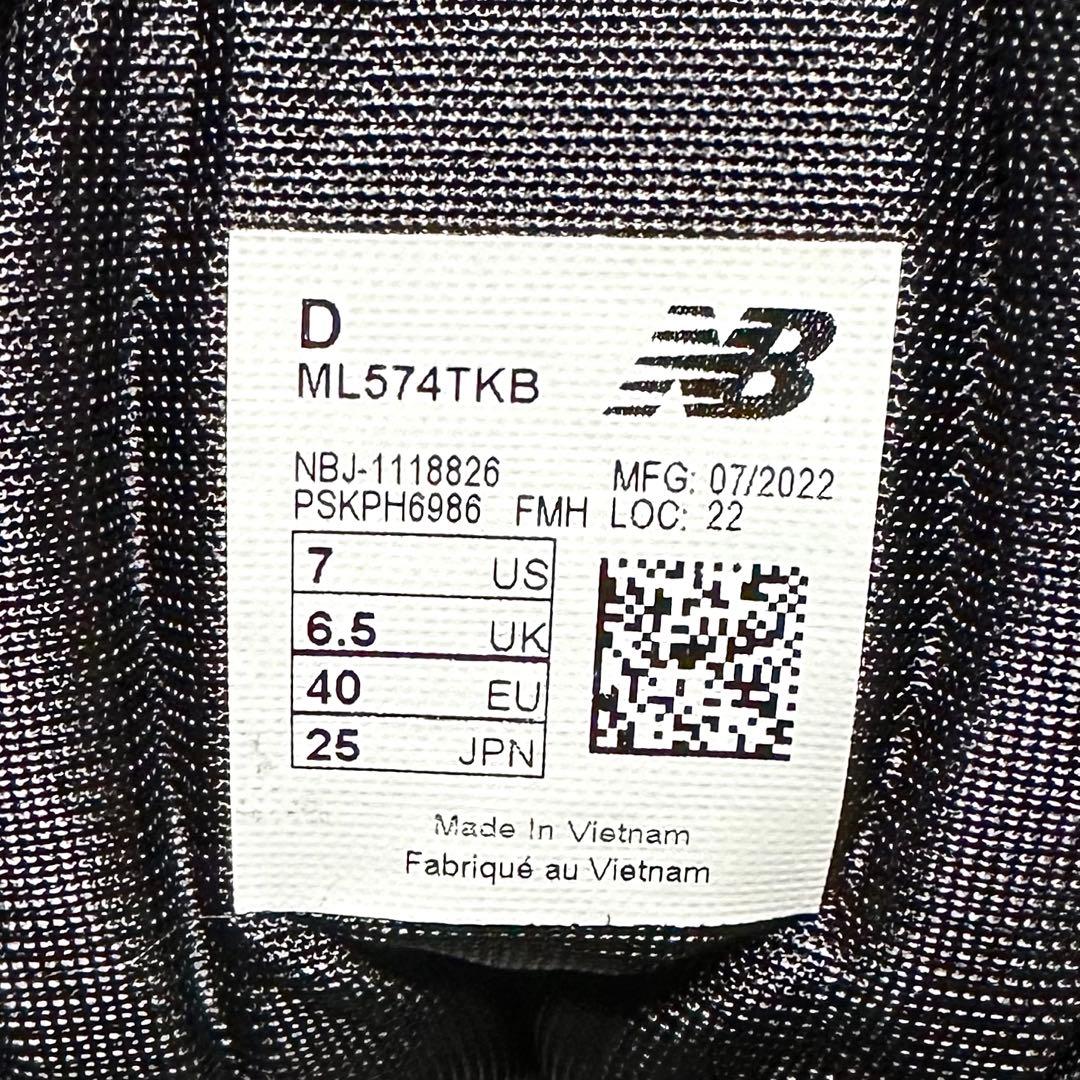 D
NB
ML574TKB
NBJ-1118826 MFG: 07/2022
PSKPH6986 FMH LOC: 22
7 US
6.5 UK
40 EU
25 JPN
Made In Vietnam
Fabriqué au Vietnam